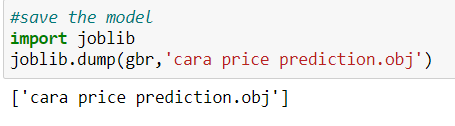 #save the model
import joblib
joblib.dump(gbr,'cara price prediction.obj')
['cara price prediction.obj']